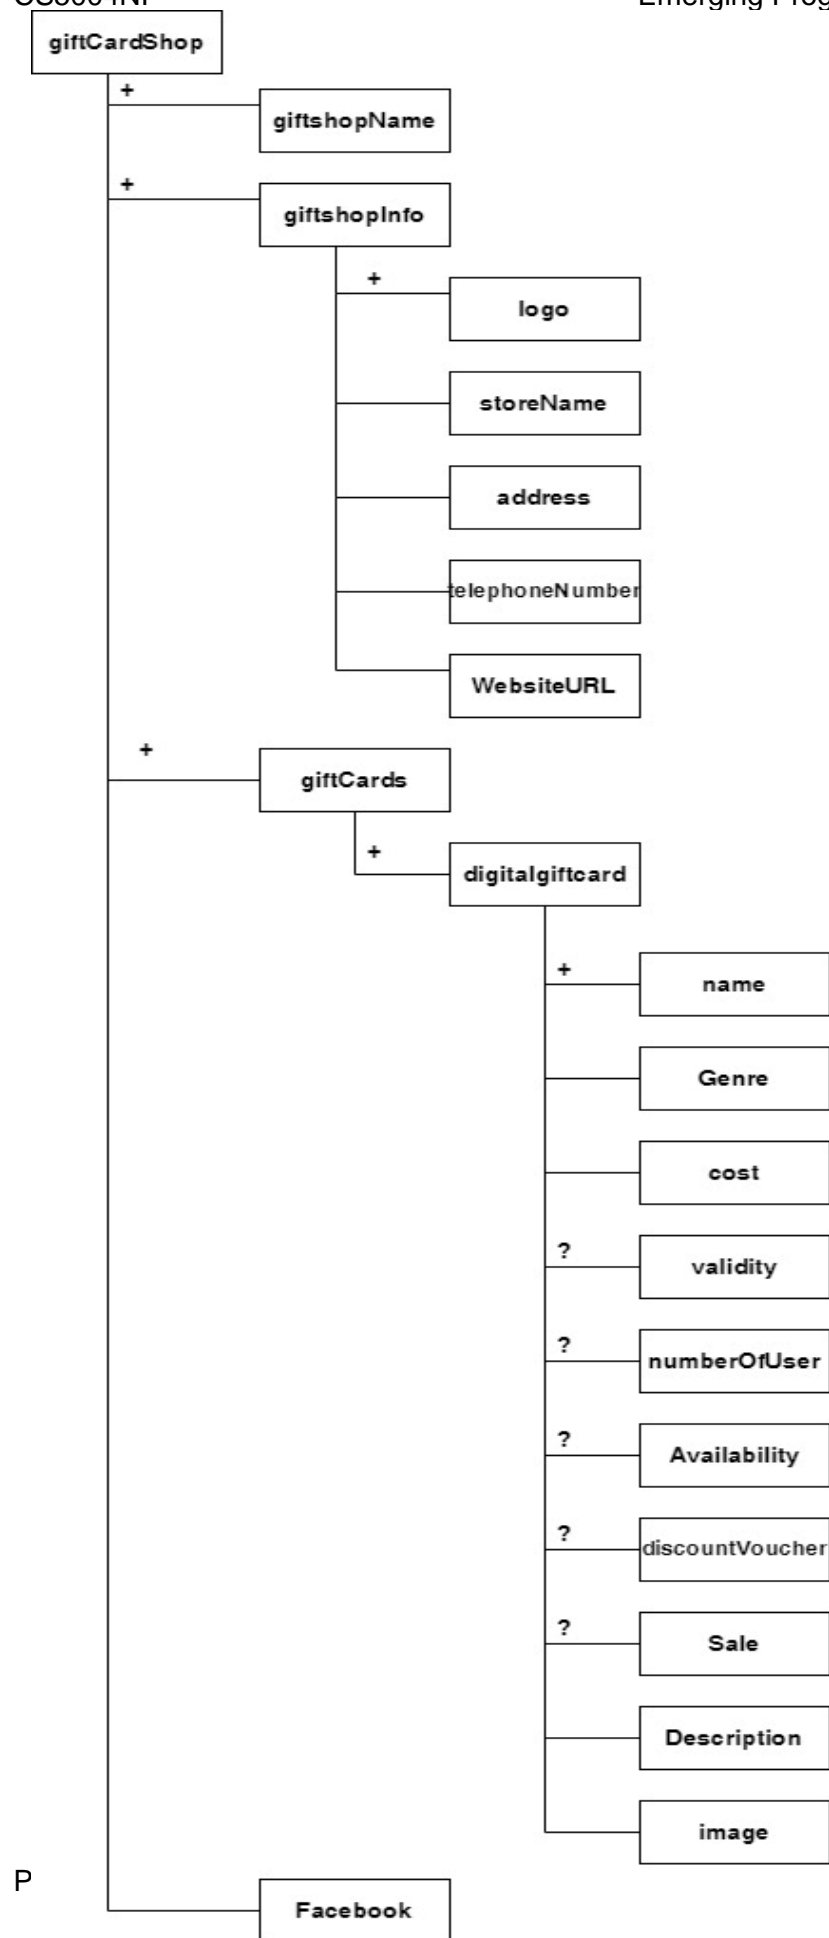 giftCardShop
+
giftshopName
+
giftshopInfo
+
logo
storeName
address
telephoneNumber
WebsiteURL
+
giftCards
+
digitalgiftcard
+
name
Genre
cost
?
validity
?
numberOfUser
?
Availability
?
discountVoucher
?
Sale
Description
image
P
Facebook